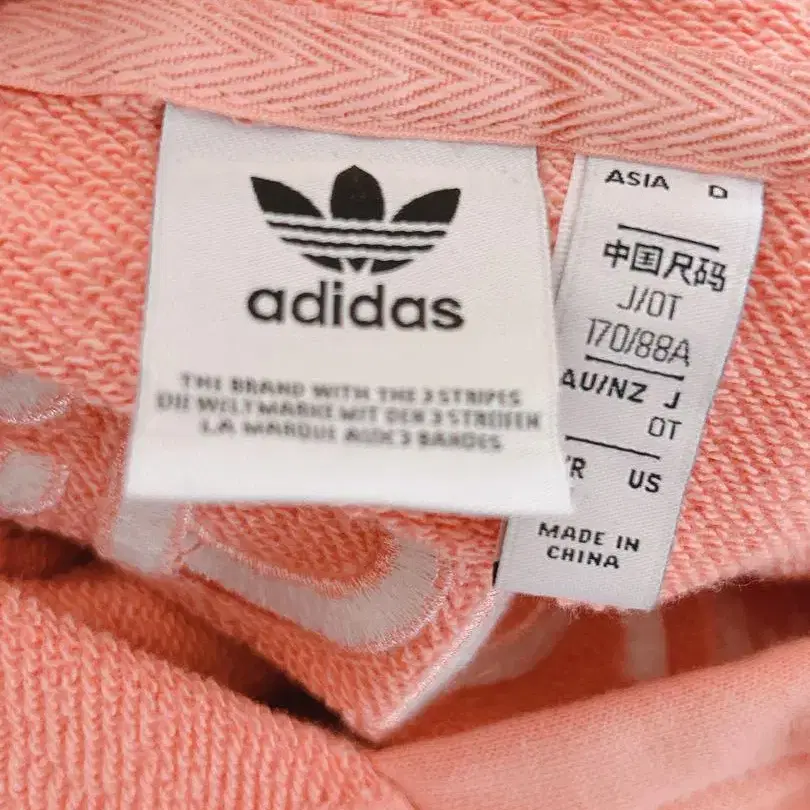 adidas
THE BRAND WITH THE 3 STRIPES
DIE WELTMARKE MIT DEN 3 STREIFEN
LA MARQUE AUX 3 BANDES
ASIA D
中国尺码
J/OT
170/88A
AU/NZ J
OT
US
MADE IN
CHINA